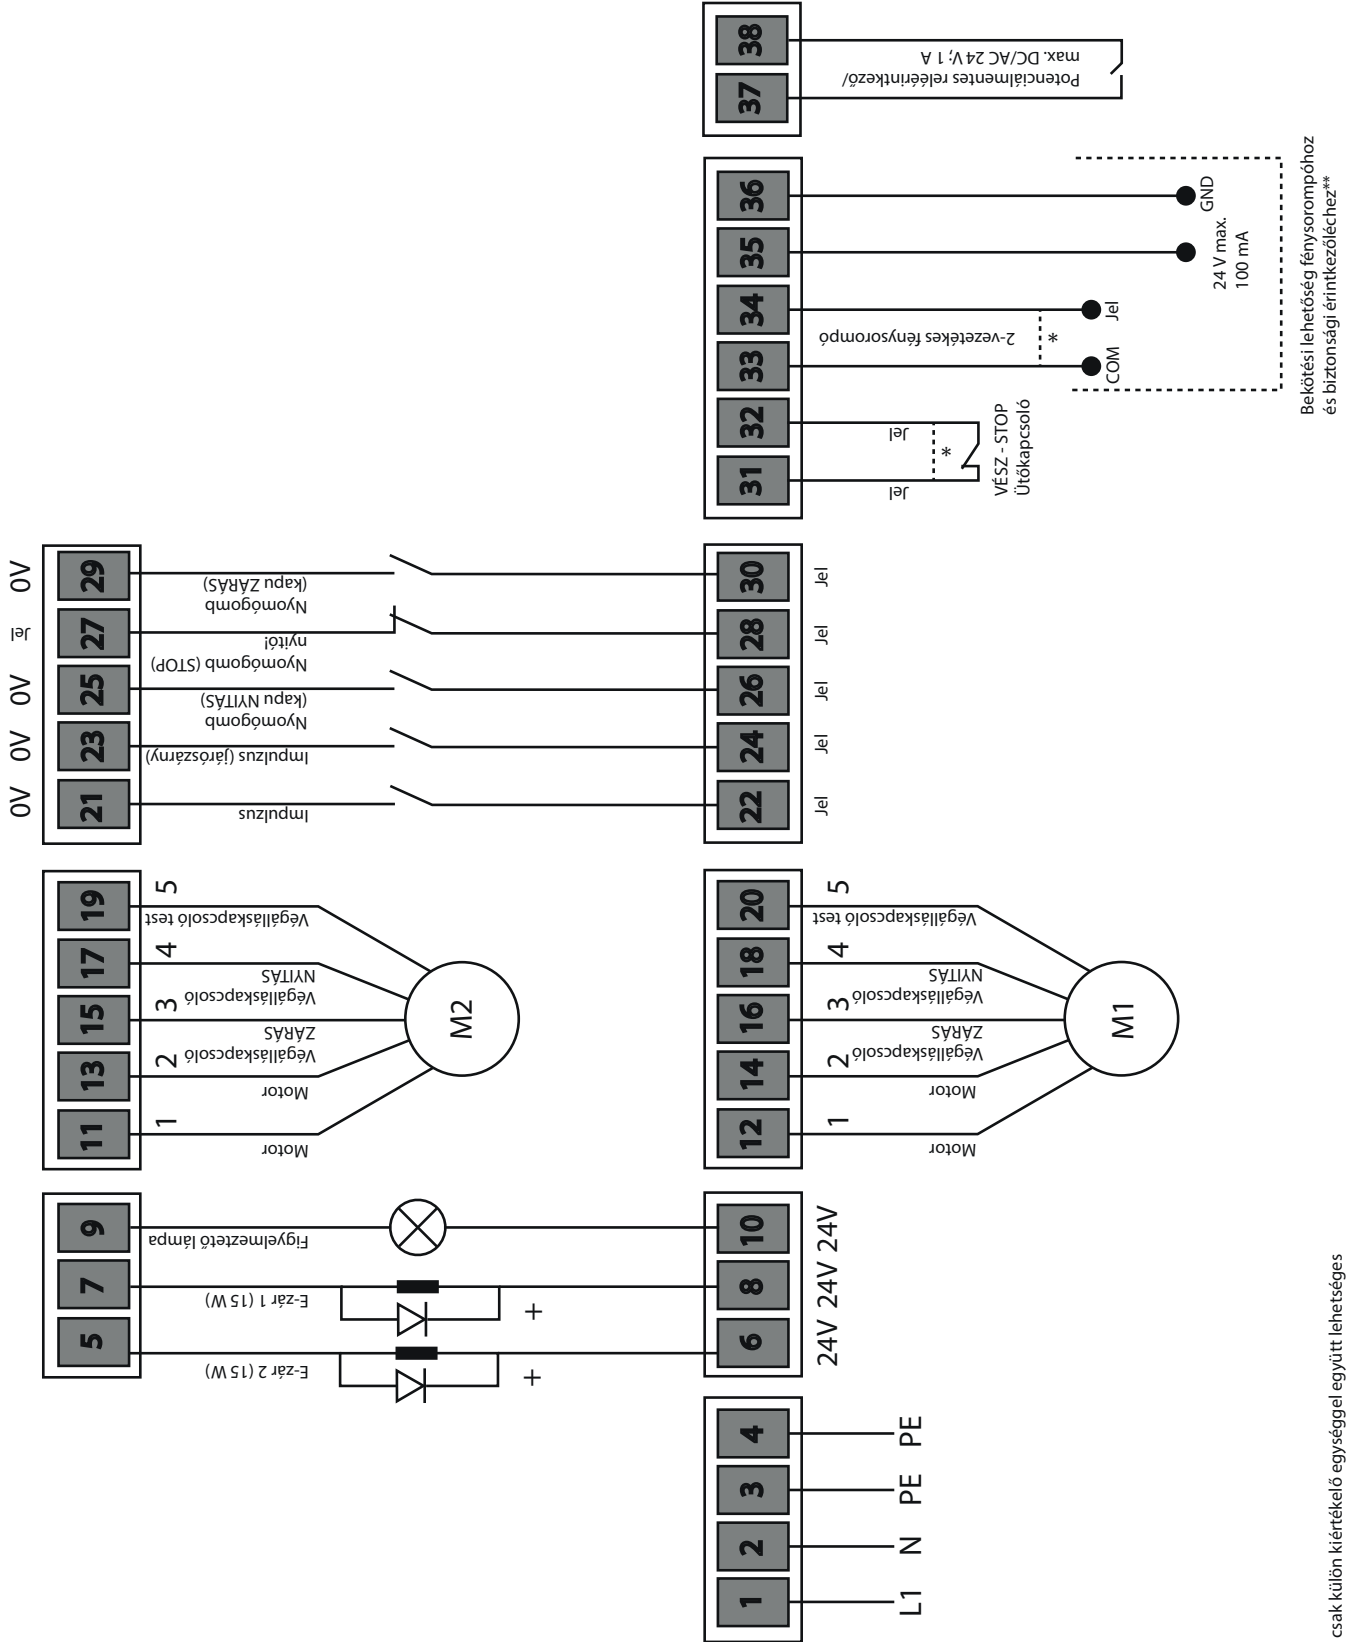 38
37
Potenciálmentes reléérintkező/
max. DC/AC 24 V; 1 A
36
35
34
33
32
31
GND
24 V max.
100 mA
Jel
COM
2-vezetékes fénysorompó
*
Jel
Jel
*
VÉSZ - STOP
Ütőkapcsoló
Bekötési lehetőség fénysorompóhoz
és biztonsági érintkezőléchez**
0V
Jel
0V
0V
0V
29
27
25
23
21
Nyomógomb
(kapu ZÁRÁS)
Nyomógomb (STOP)
nyitó!
Nyomógomb
(kapu NYITÁS)
Impulzus (járószárny)
Impulzus
30
28
26
24
22
Jel
Jel
Jel
Jel
Jel
19
17
15
13
11
5
4
3
2
1
Végálláskapcsoló test
Végálláskapcsoló
NYITÁS
Végálláskapcsoló
ZÁRÁS
Motor
Motor
M2
20
18
16
14
12
5
4
3
2
1
Végálláskapcsoló test
Végálláskapcsoló
NYITÁS
Végálláskapcsoló
ZÁRÁS
Motor
Motor
M1
9
7
5
Figyelmeztető lámpa
E-zár 1 (15 W)
E-zár 2 (15 W)
+
+
10
8
6
24V 24V 24V
4
3
2
1
PE
PE
N
L1
csak külön kiértékelő egységgel együtt lehetséges